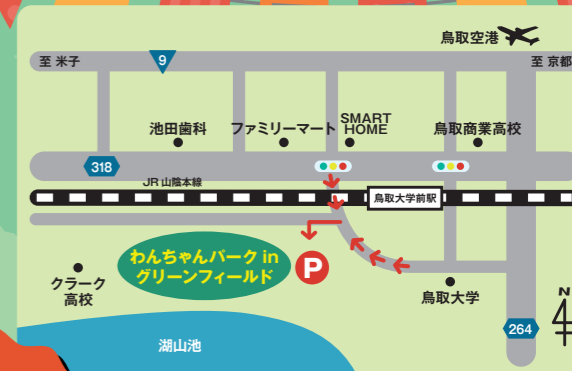 鳥取空港
至 米子
9
至 京都
池田歯科
ファミリーマート
SMART
HOME
鳥取商業高校
318
JR 山陰本線
鳥取大学前駅
わんちゃんパーク in
グリーンフィールド
P
クラーク
高校
鳥取大学
N
264
湖山池